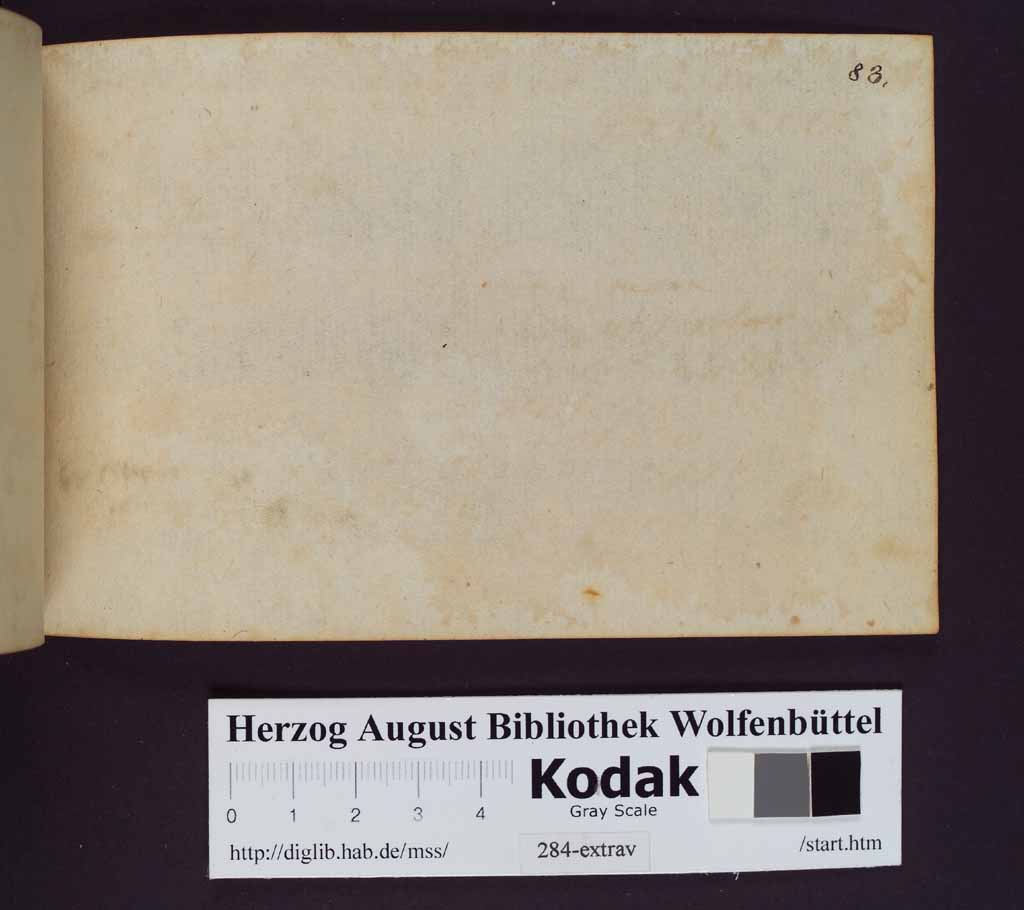 83.
Herzog August Bibliothek Wolfenbüttel
Kodak
Gray Scale
0 1 2 3 4
http://diglib.hab.de/mss/
284-extrav
/start.htm